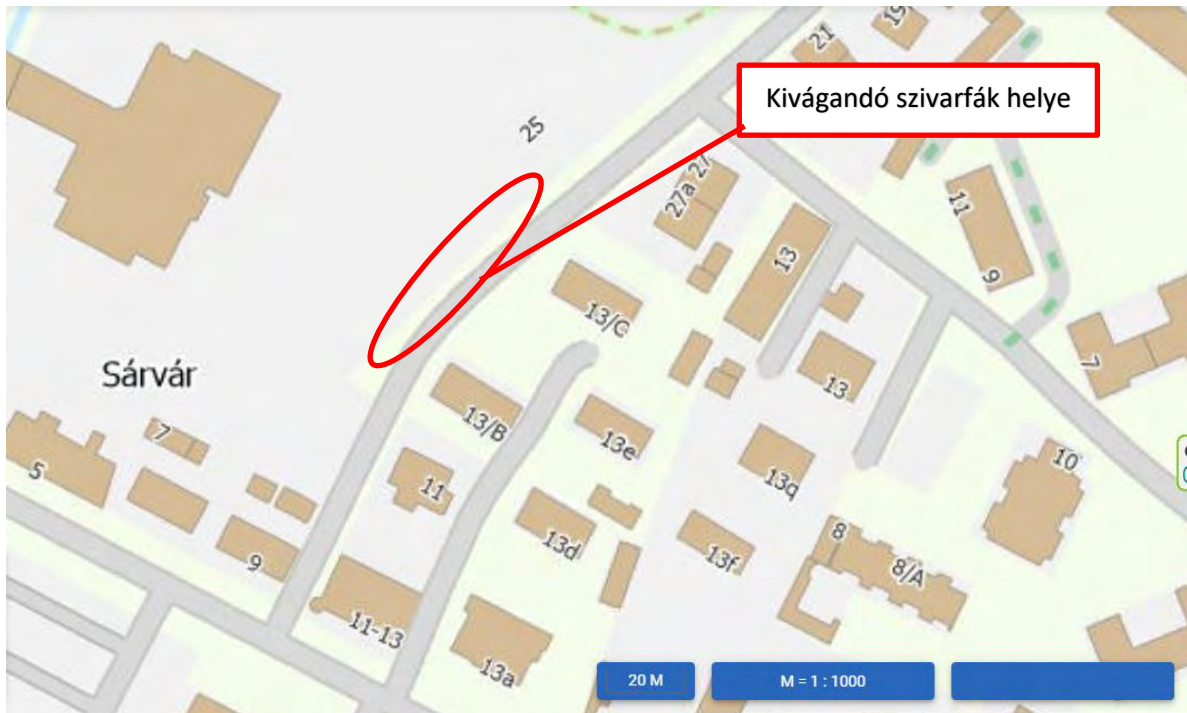 21
19
Kivágandó szivarfák helye
25
27
27a
11
9
13
13/C
7
Sárvár
13
13/B
13e
7
5
11
13q
10
9
13d
13f
8
8/A
11-13
13a
20 M
M = 1 : 1000